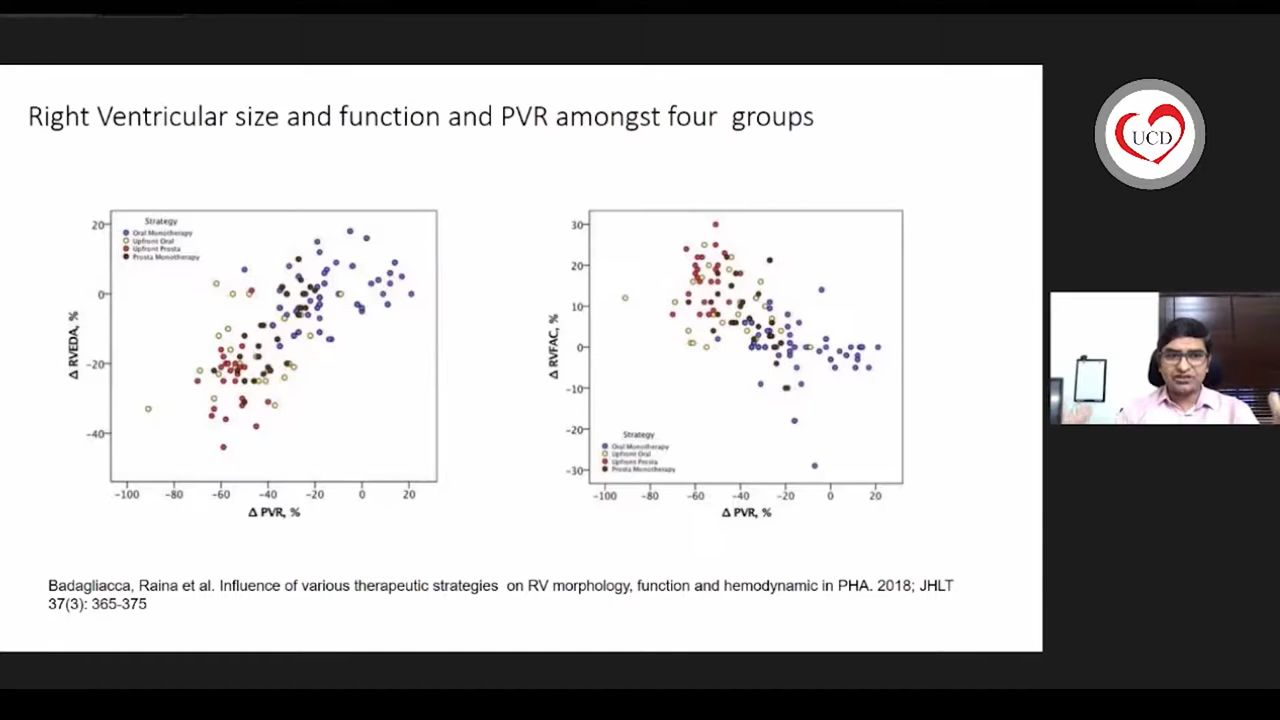 Right Ventricular size and function and PVR amongst four groups
UCD
20
0
-20
-40
Δ RVEDA, %
Strategy
Oral Monotherapy
Upfront Oral
Upfront Prosta
Prosta Monotherapy
-100
-80
-60
-40
-20
0
20
Δ PVR, %
30
20
10
0
-10
-20
-30
Δ RVFAC, %
Strategy
Oral Monotherapy
Upfront Oral
Upfront Prosta
Prosta Monotherapy
-100
-80
-60
-40
-20
0
20
Δ PVR, %
Badagliacca, Raina et al. Influence of various therapeutic strategies on RV morphology, function and hemodynamic in PHA. 2018; JHLT
37(3): 365-375